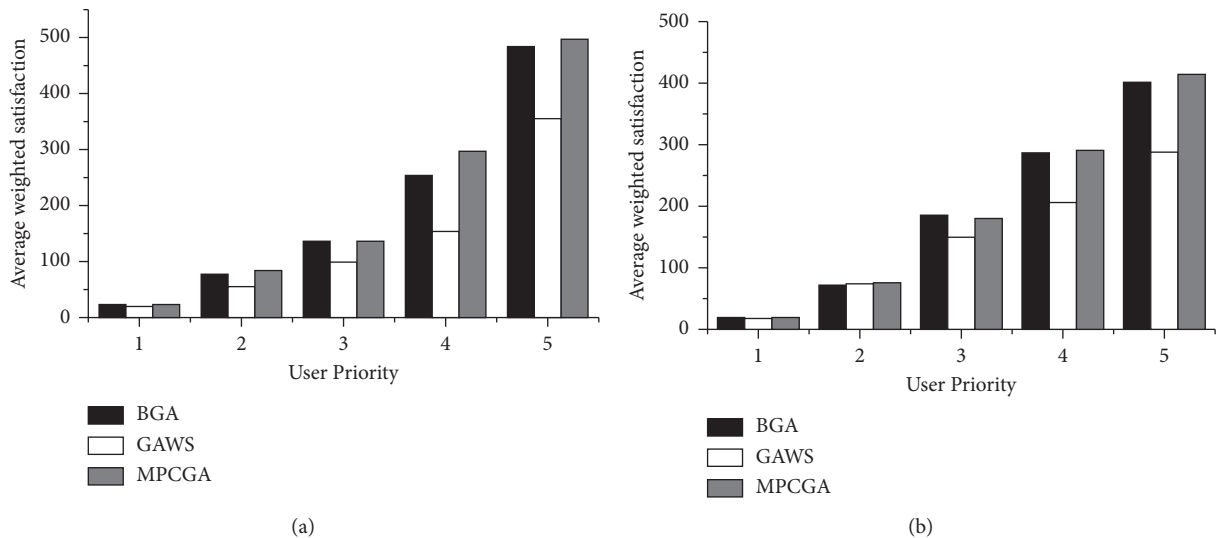 Average weighted satisfaction
500
400
300
200
100
0
1 2 3 4 5
User Priority
BGA
GAWS
MPCGA
(a)
Average weighted satisfaction
500
400
300
200
100
0
1 2 3 4 5
User Priority
BGA
GAWS
MPCGA
(b)